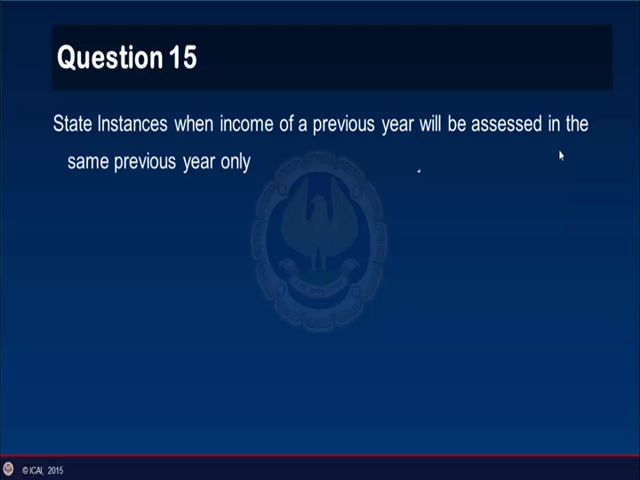 Question 15
State Instances when income of a previous year will be assessed in the
same previous year only
© ICAI, 2015